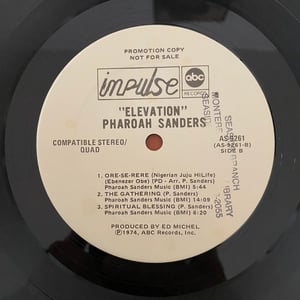 PROMOTION COPY
NOT FOR SALE
impulse
abc
RECORDS
"ELEVATION"
PHAROAH SANDERS
COMPATIBLE STEREO/
QUAD
AS-9261
(AS-9261-B)
SIDE B
1. ORE-SE-RERE (Nigerian Juju HiLife)
(Ebenezer Obe) (PD - Arr. P. Sanders)
Pharoah Sanders Music (BMI) 5:44
2. THE GATHERING (P. Sanders)
Pharoah Sanders Music (BMI) 14:09
3. SPIRITUAL BLESSING (P. Sanders)
Pharoah Sanders Music (BMI) 8:20
PRODUCED BY ED MICHEL
℗1974, ABC Records, Inc.
BRANCH
LIBRARY